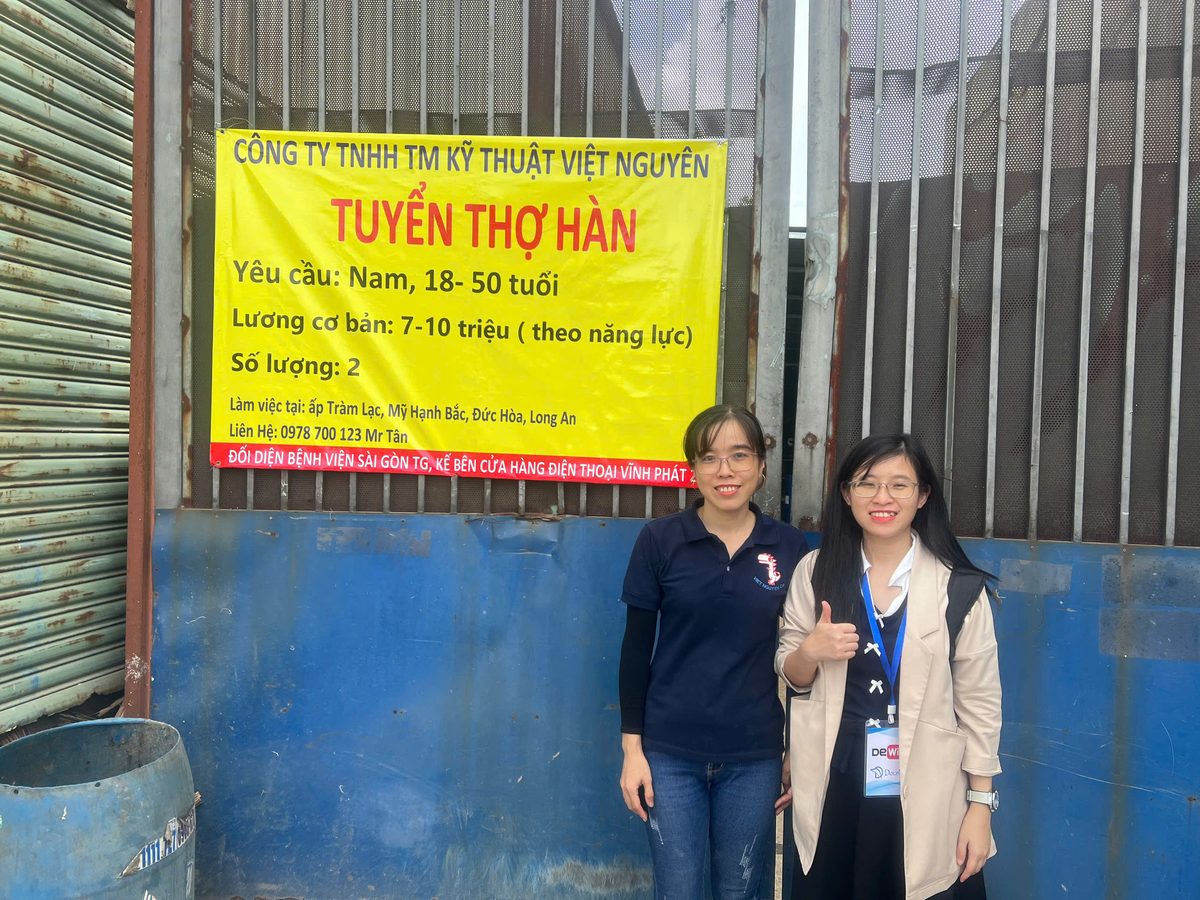 CÔNG TY TNHH TM KỸ THUẬT VIỆT NGUYÊN
TUYỂN THỢ HÀN
Yêu cầu: Nam, 18- 50 tuổi
Lương cơ bản: 7-10 triệu ( theo năng lực)
Số lượng: 2
Làm việc tại: ấp Tràm Lạc, Mỹ Hạnh Bắc, Đức Hòa, Long An
Liên Hệ: 0978 700 123 Mr Tân
ĐỐI DIỆN BỆNH VIỆN SÀI GÒN TG, KẾ BÊN CỬA HÀNG ĐIỆN THOẠI VĨNH PHÁT